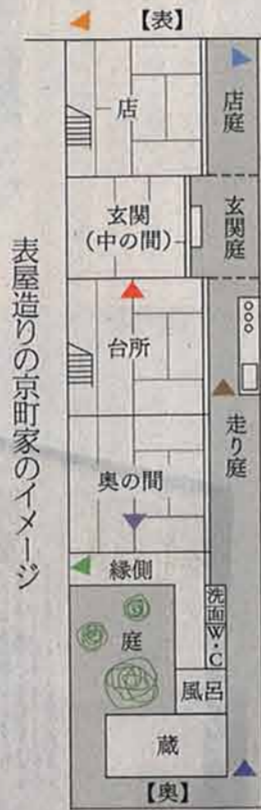 【表】
店
店庭
玄関
（中の間）
玄関庭
台所
走り庭
奥の間
縁側
庭
洗面
W・C
風呂
蔵
【奥】
表屋造りの京町家のイメージ